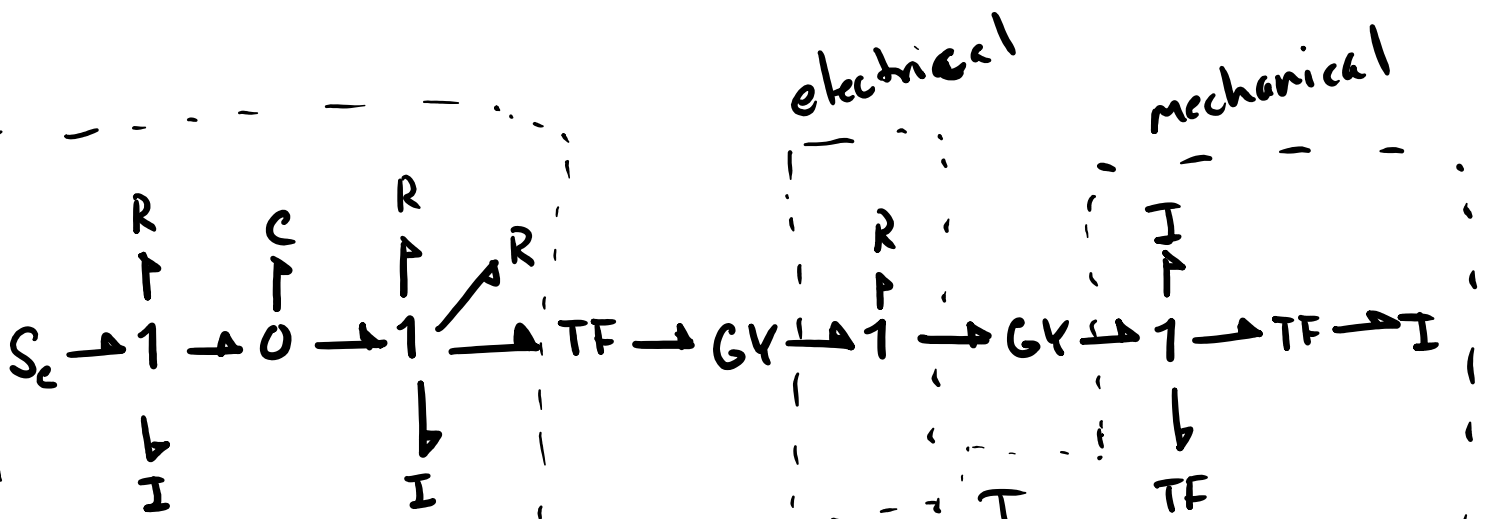 electrical
mechanical
R C R R R I
Se 1 0 1 TF GY 1 GY 1 TF I
I I T TF